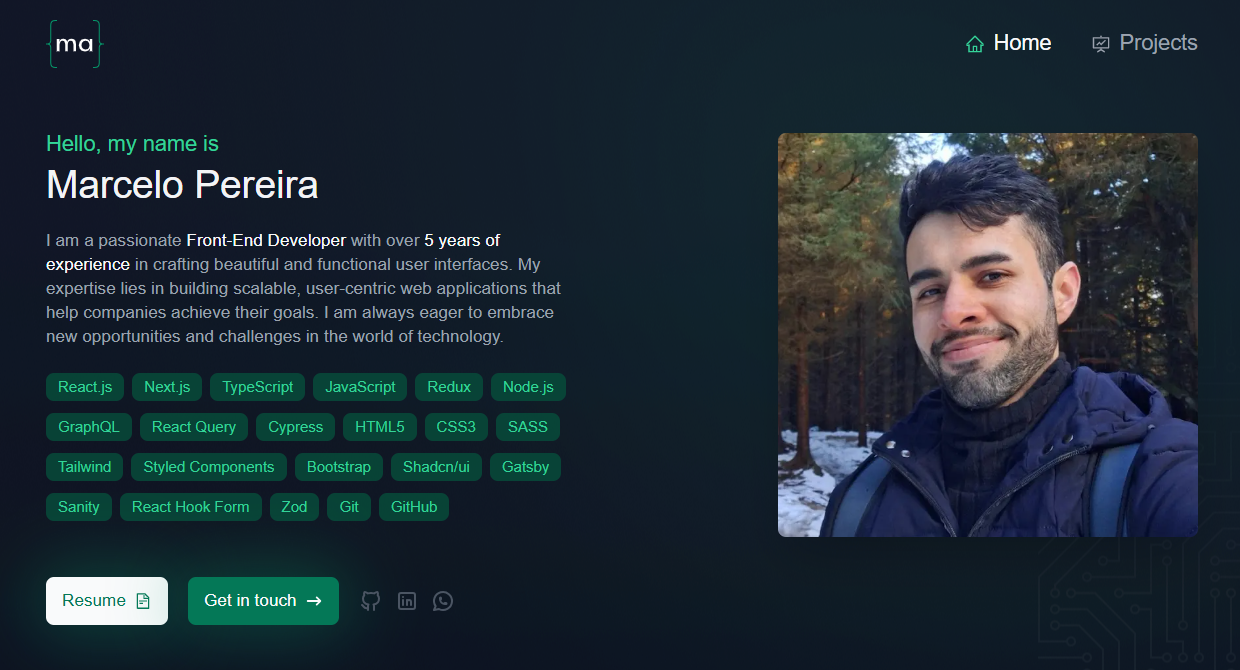 {ma}
Home Projects
Hello, my name is
Marcelo Pereira
I am a passionate Front-End Developer with over 5 years of
experience in crafting beautiful and functional user interfaces. My
expertise lies in building scalable, user-centric web applications that
help companies achieve their goals. I am always eager to embrace
new opportunities and challenges in the world of technology.
React.js Next.js TypeScript JavaScript Redux Node.js
GraphQL React Query Cypress HTML5 CSS3 SASS
Tailwind Styled Components Bootstrap Shadcn/ui Gatsby
Sanity React Hook Form Zod Git GitHub
Resume Get in touch →